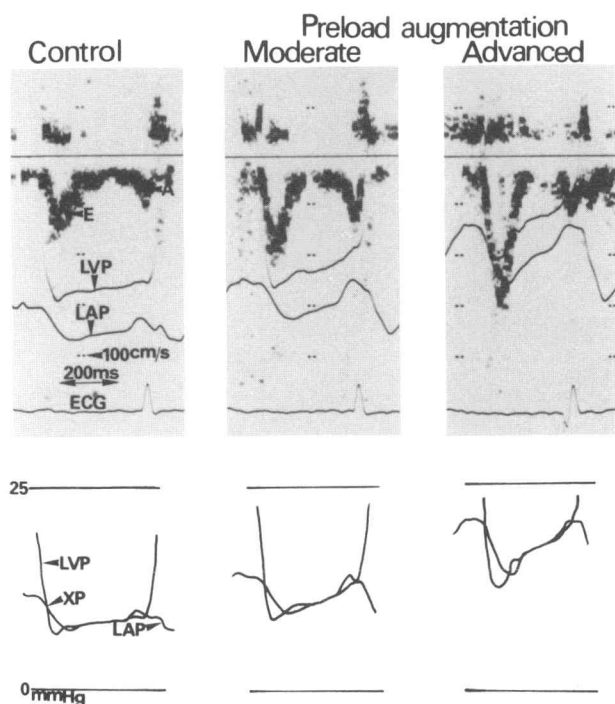 Preload augmentation
Control Moderate Advanced
A
E
LVP
LAP
100cm/s
200ms
ECG
25
LVP
XP
LAP
0 mmHg